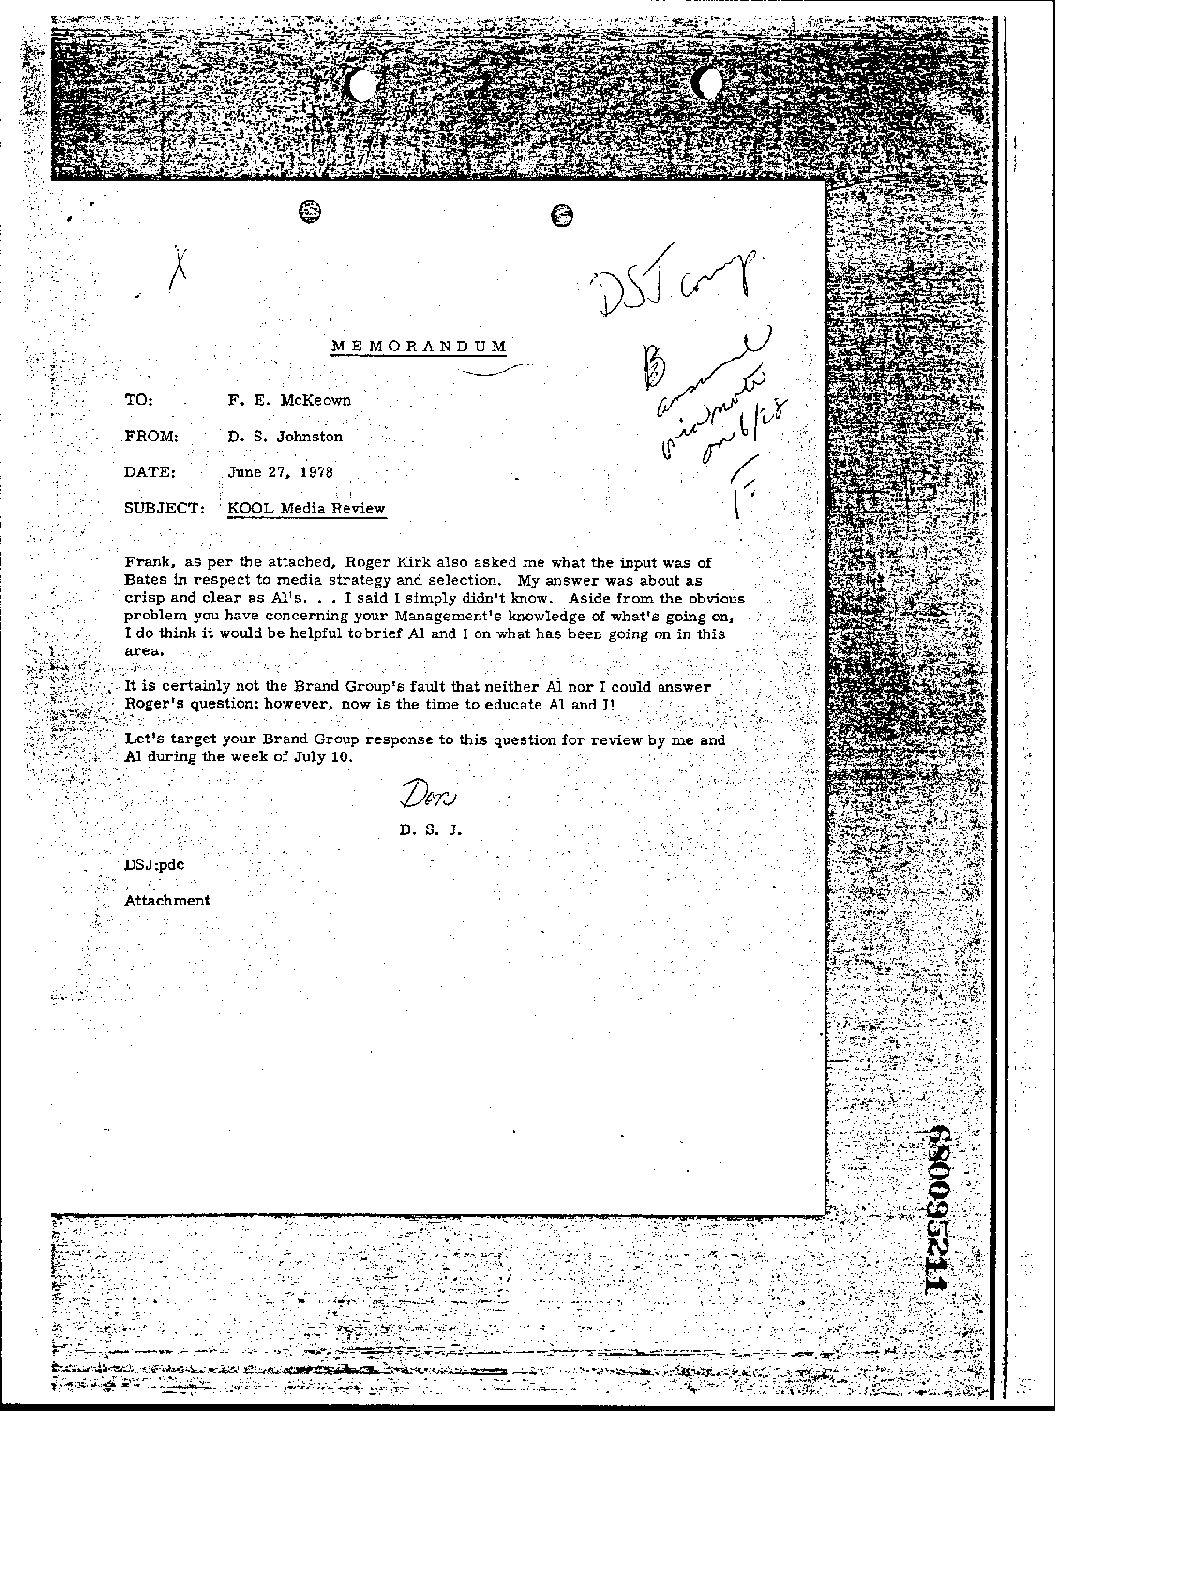 X
DSJ comp.
MEMORANDUM
B
answered
via note
on 6/28
F
TO: F. E. McKeown
FROM: D. S. Johnston
DATE: June 27, 1978
SUBJECT: KOOL Media Review
Frank, as per the attached, Roger Kirk also asked me what the input was of
Bates in respect to media strategy and selection. My answer was about as
crisp and clear as Al's. . . I said I simply didn't know. Aside from the obvious
problem you have concerning your Management's knowledge of what's going on,
I do think it would be helpful to brief Al and I on what has been going on in this
area.
It is certainly not the Brand Group's fault that neither Al nor I could answer
Roger's question; however, now is the time to educate Al and I!
Let's target your Brand Group response to this question for review by me and
Al during the week of July 10.
Don
D. S. J.
DSJ:pdc
Attachment